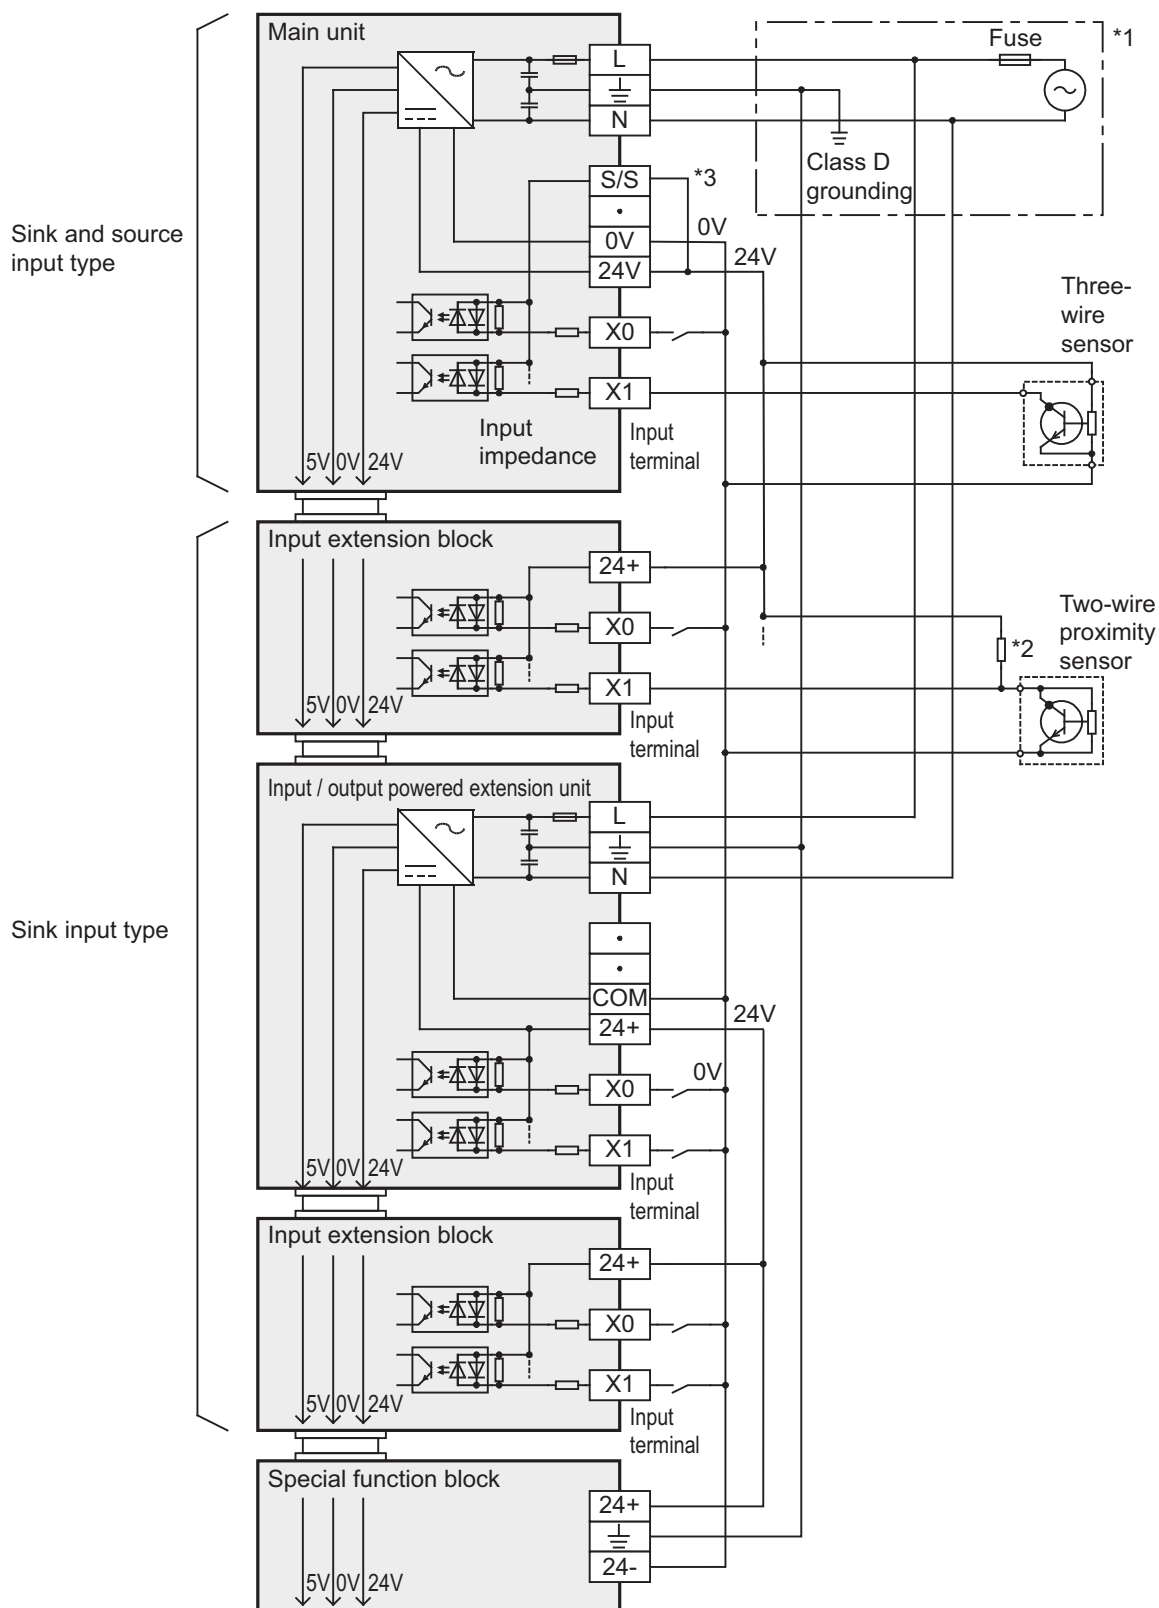 Main unit
L
N
Fuse
*1
Class D
grounding
S/S
*3
•
0V
0V
24V
24V
Sink and source
input type
X0
X1
Three-
wire
sensor
Input
impedance
Input
terminal
5V 0V 24V
Input extension block
24+
X0
X1
Two-wire
proximity
sensor
*2
Input
terminal
5V 0V 24V
Input / output powered extension unit
L
N
Sink input type
•
•
COM
24+
24V
0V
X0
X1
Input
terminal
5V 0V 24V
Input extension block
24+
X0
X1
Input
terminal
5V 0V 24V
Special function block
24+
24-
5V 0V 24V